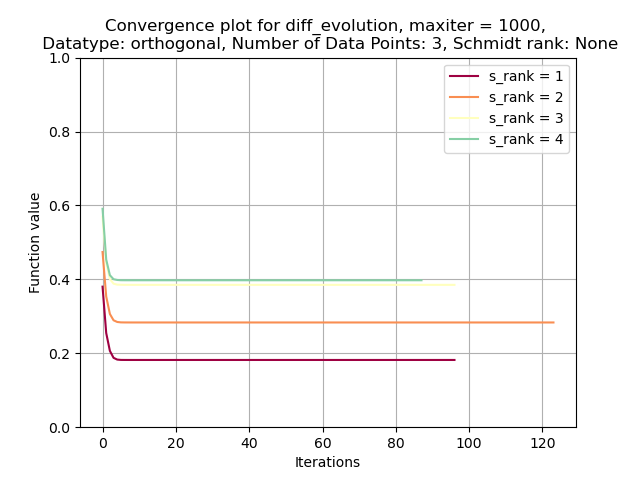 Convergence plot for diff_evolution, maxiter = 1000,
Datatype: orthogonal, Number of Data Points: 3, Schmidt rank: None
s_rank = 1
s_rank = 2
s_rank = 3
s_rank = 4
Function value
1.0
0.8
0.6
0.4
0.2
0.0
0 20 40 60 80 100 120
Iterations